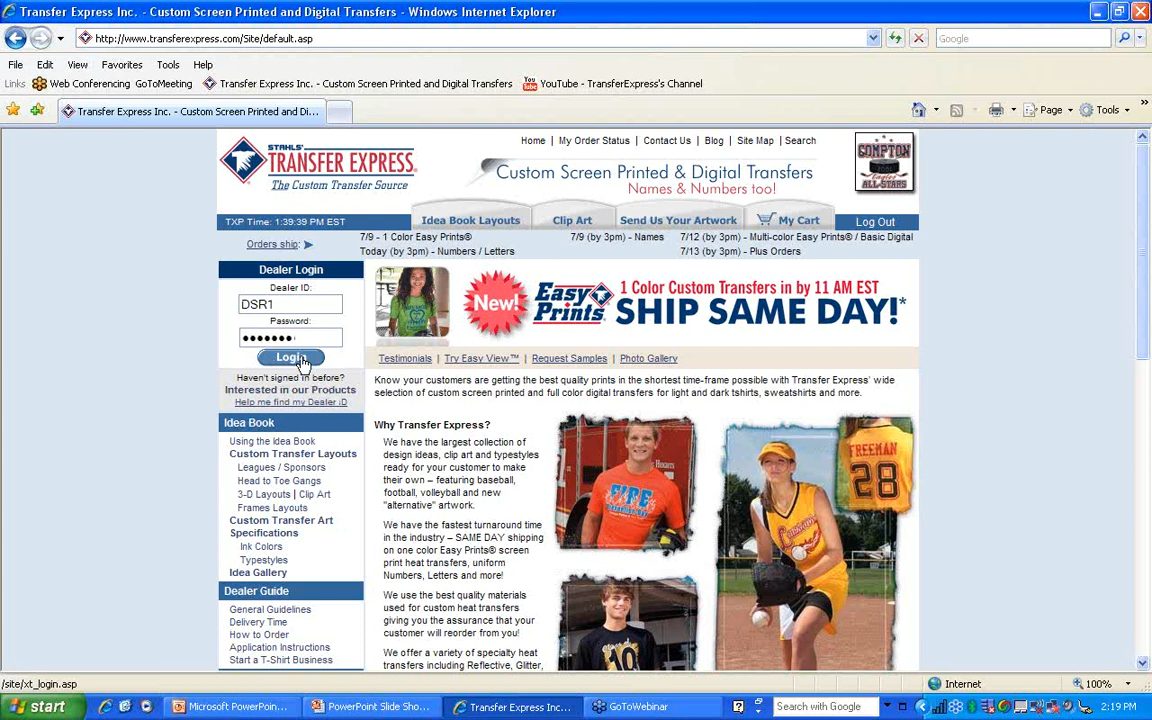 Transfer Express Inc. - Custom Screen Printed and Digital Transfers - Windows Internet Explorer
http://www.transferexpress.com/Site/default.asp
Google
File Edit View Favorites Tools Help
Links Web Conferencing GoToMeeting Transfer Express Inc. - Custom Screen Printed and Digital Transfers YouTube - TransferExpress's Channel
Transfer Express Inc. - Custom Screen Printed and Di...
Page Tools
Home | My Order Status | Contact Us | Blog | Site Map | Search
STAHLS'
TRANSFER EXPRESS
The Custom Transfer Source
Custom Screen Printed & Digital Transfers
Names & Numbers too!
COMPTON
Eagles
ALL-STARS
TXP Time: 1:39:39 PM EST
Idea Book Layouts Clip Art Send Us Your Artwork My Cart Log Out
Orders ship:
7/9 - 1 Color Easy Prints® 7/9 (by 3pm) - Names 7/12 (by 3pm) - Multi-color Easy Prints® / Basic Digital
Today (by 3pm) - Numbers / Letters 7/13 (by 3pm) - Plus Orders
Dealer Login
Dealer ID:
DSR1
Password:
Login
Haven't signed in before?
Interested in our Products
Help me find my Dealer ID
New!
Easy Prints®
1 Color Custom Transfers in by 11 AM EST
SHIP SAME DAY!*
Testimonials | Try Easy View™ | Request Samples | Photo Gallery
Know your customers are getting the best quality prints in the shortest time-frame possible with Transfer Express' wide
selection of custom screen printed and full color digital transfers for light and dark tshirts, sweatshirts and more.
Idea Book
Using the Idea Book
Custom Transfer Layouts
Leagues / Sponsors
Head to Toe Gangs
3-D Layouts | Clip Art
Frames Layouts
Custom Transfer Art
Specifications
Ink Colors
Typestyles
Idea Gallery
Dealer Guide
General Guidelines
Delivery Time
How to Order
Application Instructions
Start a T-Shirt Business
Why Transfer Express?
We have the largest collection of
design ideas, clip art and typestyles
ready for your customer to make
their own – featuring baseball,
football, volleyball and new
"alternative" artwork.
We have the fastest turnaround time
in the industry – SAME DAY shipping
on one color Easy Prints® screen
print heat transfers, uniform
Numbers, Letters and more!
We use the best quality materials
used for custom heat transfers
giving you the assurance that your
customer will reorder from you!
We offer a variety of specialty heat
transfers including Reflective, Glitter,
FIRE
FREEMAN
28
10
/site/xt_login.asp
Internet
100%
start
Microsoft PowerPoin...
PowerPoint Slide Sho...
Transfer Express Inc...
GoToWebinar
Search with Google
2:19 PM